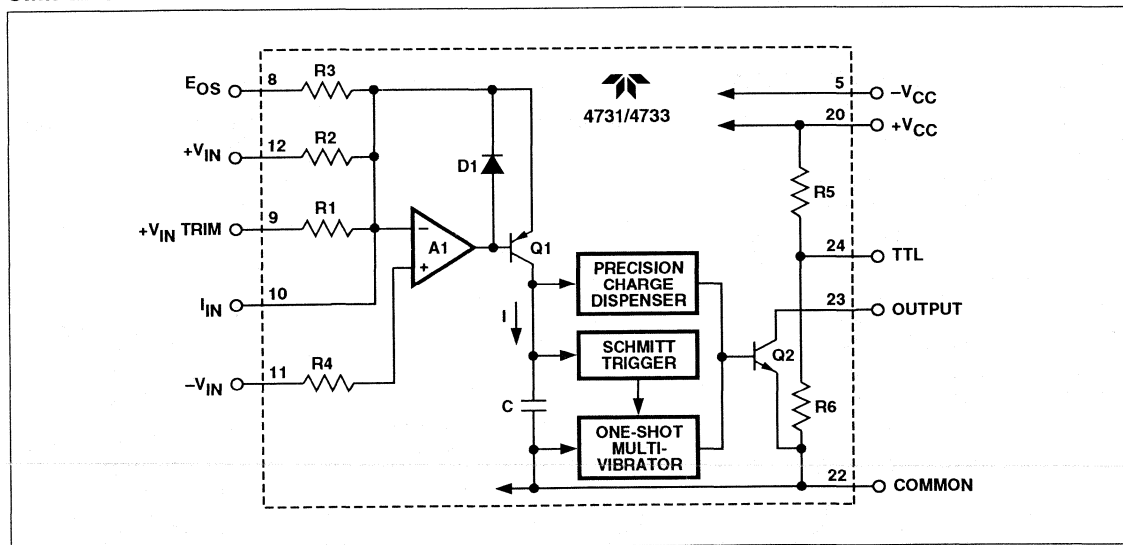 E_OS 8 R3
+V_IN 12 R2
+V_IN TRIM 9 R1
I_IN 10
-V_IN 11 R4
4731/4733
D1
A1
−
+
Q1
I
C
PRECISION
CHARGE
DISPENSER
SCHMITT
TRIGGER
ONE-SHOT
MULTI-
VIBRATOR
Q2
5 –V_CC
20 +V_CC
R5
24 TTL
23 OUTPUT
R6
22 COMMON